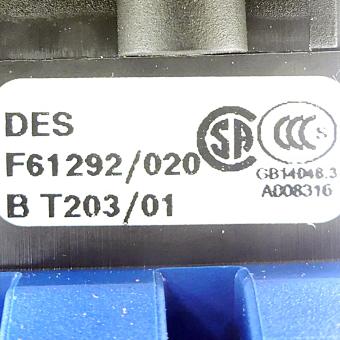 DES
F61292/020
B T203/01
SA
CCC S
GB14048.3
A008316